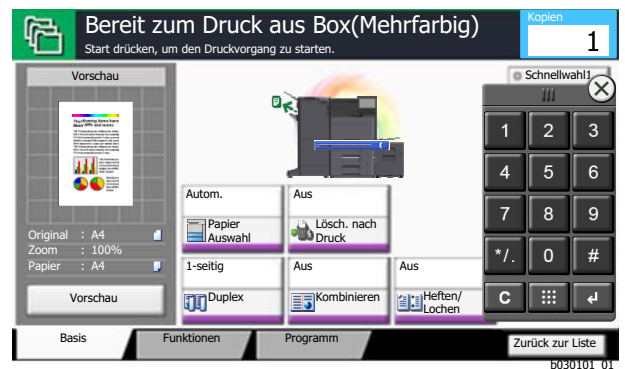 Bereit zum Druck aus Box(Mehrfarbig)
Start drücken, um den Druckvorgang zu starten.
Kopien
1
Vorschau
Schnellwahl1
Original : A4
Zoom : 100%
Papier : A4
Vorschau
Autom.
Papier
Auswahl
Aus
Lösch. nach
Druck
1-seitig
Duplex
Aus
Kombinieren
Aus
Heften/
Lochen
1 2 3
4 5 6
7 8 9
*/. 0 #
C
Basis
Funktionen
Programm
Zurück zur Liste
b030101_01